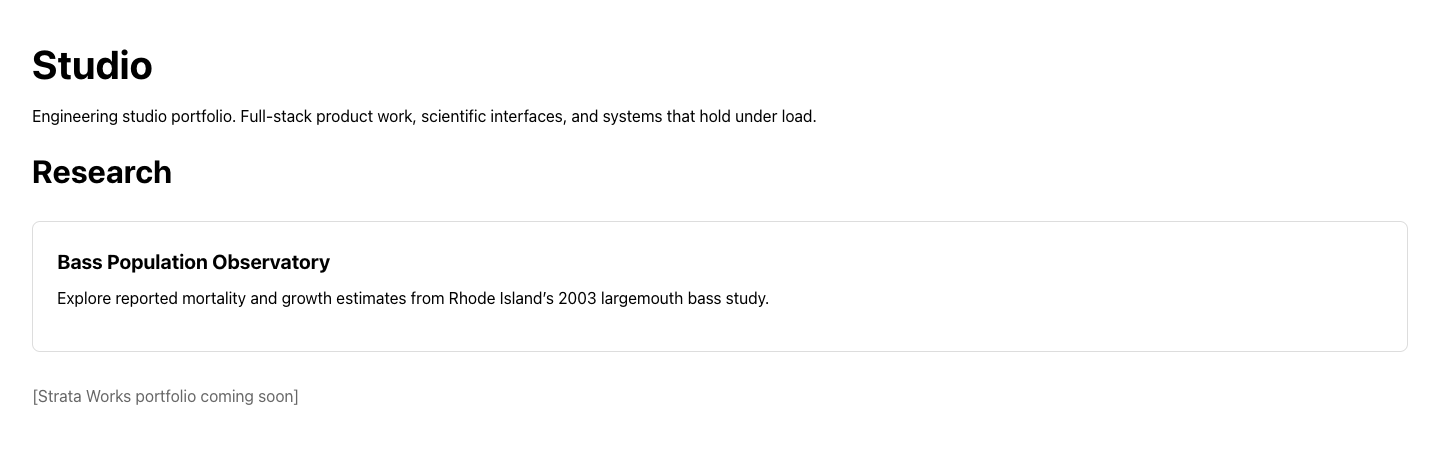 Studio
Engineering studio portfolio. Full-stack product work, scientific interfaces, and systems that hold under load.
Research
Bass Population Observatory
Explore reported mortality and growth estimates from Rhode Island’s 2003 largemouth bass study.
[Strata Works portfolio coming soon]